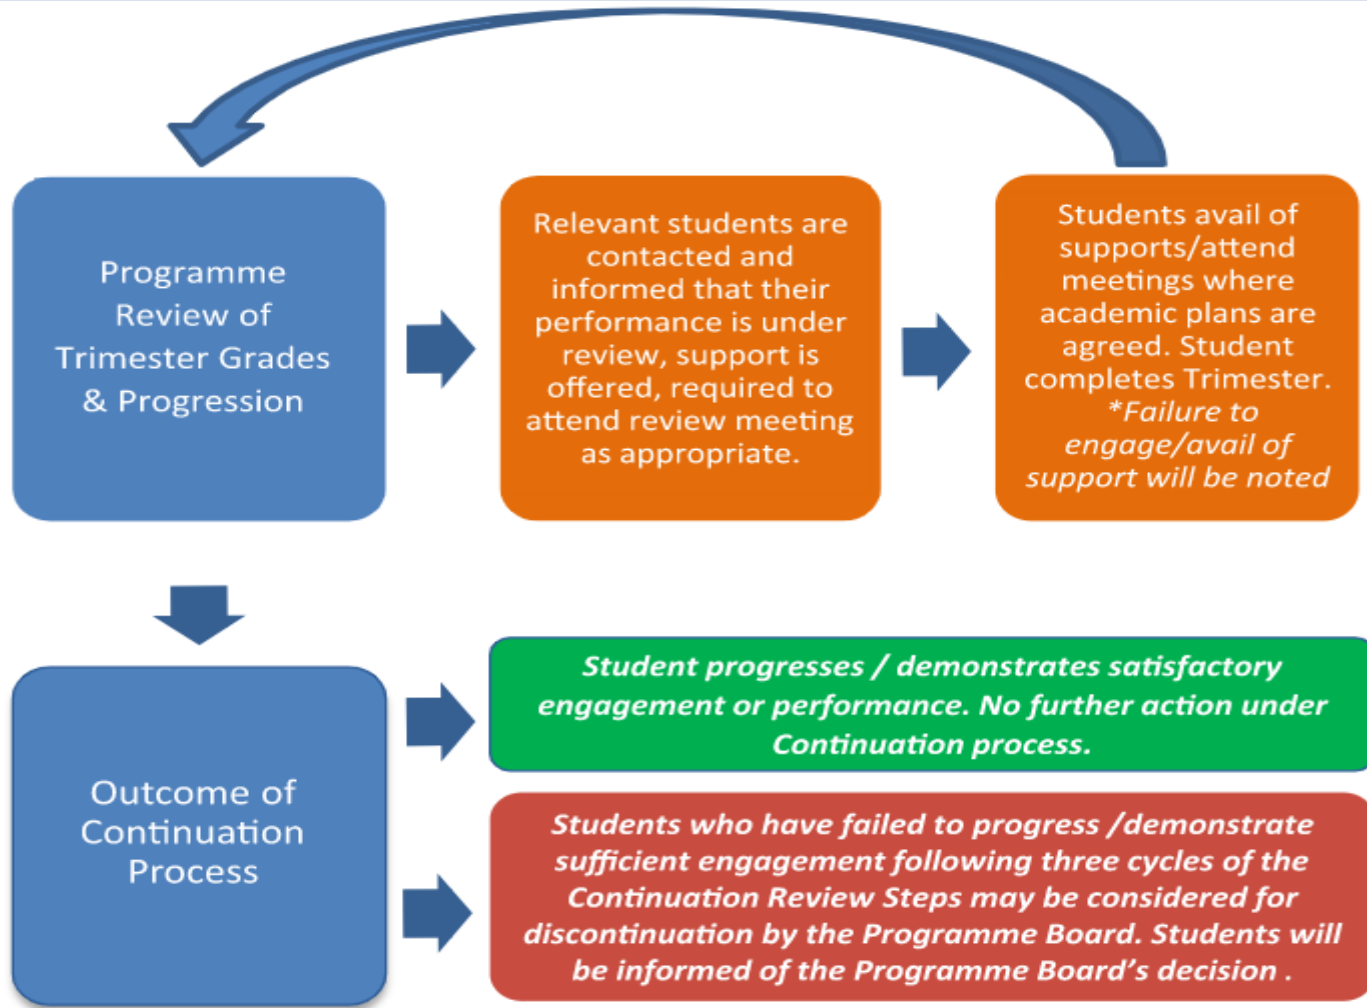 Programme
Review of
Trimester Grades
& Progression
Relevant students are
contacted and
informed that their
performance is under
review, support is
offered, required to
attend review meeting
as appropriate.
Students avail of
supports/attend
meetings where
academic plans are
agreed. Student
completes Trimester.
*Failure to
engage/avail of
support will be noted
Outcome of
Continuation
Process
Student progresses / demonstrates satisfactory
engagement or performance. No further action under
Continuation process.
Students who have failed to progress /demonstrate
sufficient engagement following three cycles of the
Continuation Review Steps may be considered for
discontinuation by the Programme Board. Students will
be informed of the Programme Board’s decision .